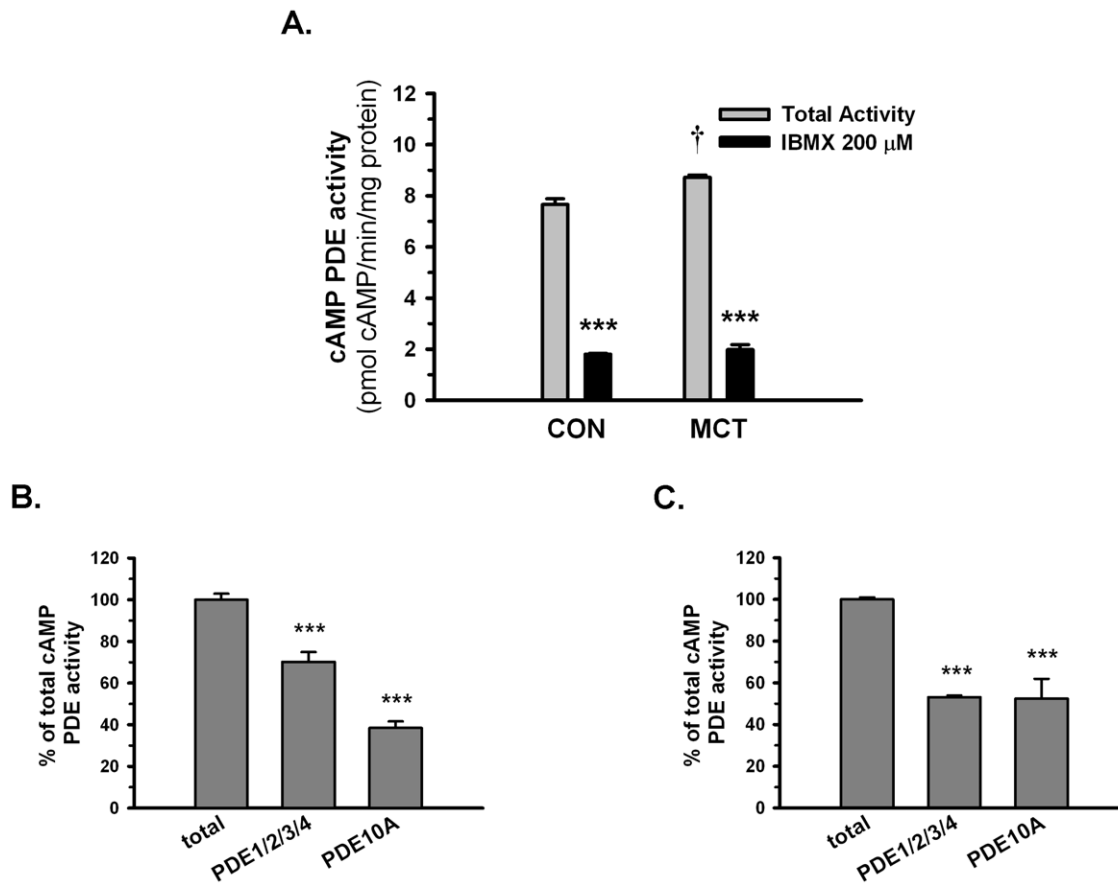 A.
cAMP PDE activity
(pmol cAMP/min/mg protein)
12
10
8
6
4
2
0
Total Activity
IBMX 200 μM
†
***
***
CON
MCT
B.
% of total cAMP
PDE activity
120
100
80
60
40
20
0
***
***
total
PDE1/2/3/4
PDE10A
C.
% of total cAMP
PDE activity
120
100
80
60
40
20
0
***
***
total
PDE1/2/3/4
PDE10A